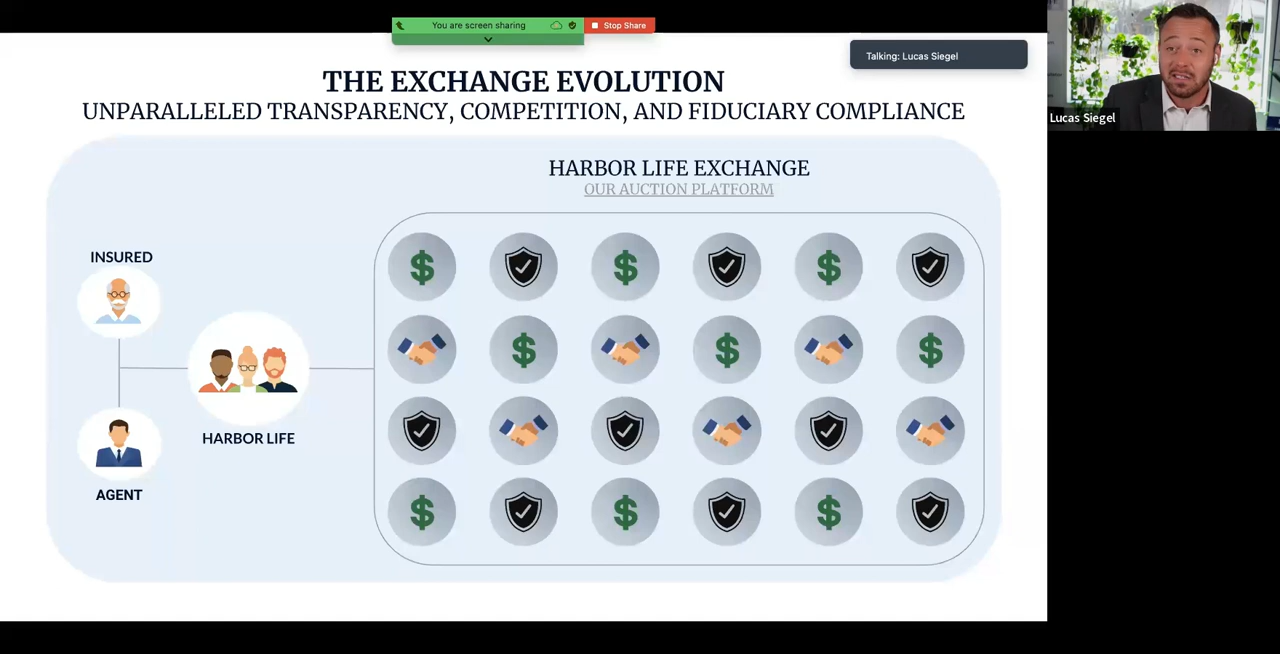 You are screen sharing
Stop Share
Talking: Lucas Siegel
Lucas Siegel
THE EXCHANGE EVOLUTION
UNPARALLELED TRANSPARENCY, COMPETITION, AND FIDUCIARY COMPLIANCE
HARBOR LIFE EXCHANGE
OUR AUCTION PLATFORM
INSURED
HARBOR LIFE
AGENT
$ $ $
$ $ $
$ $ $